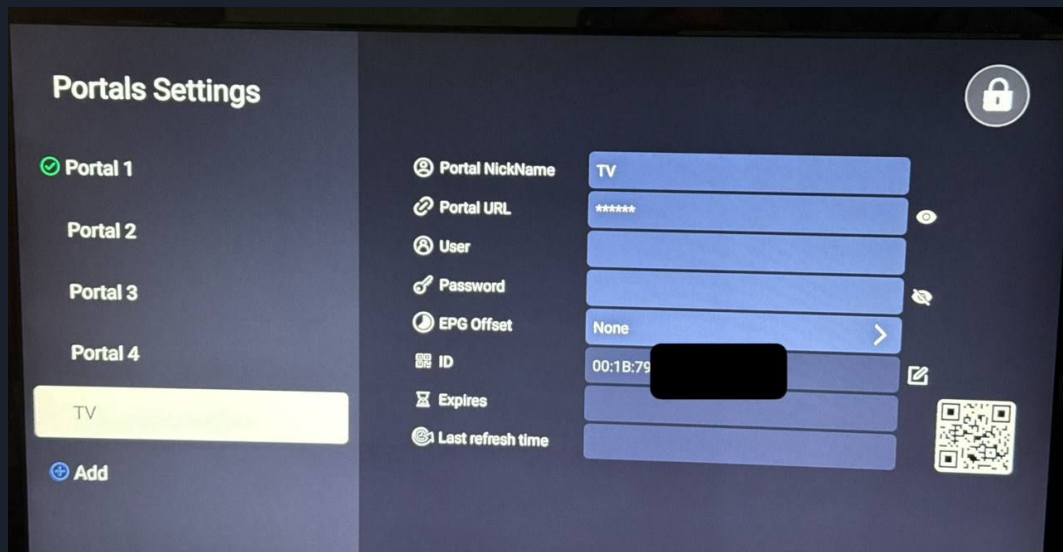 Portals Settings
Portal 1
Portal 2
Portal 3
Portal 4
TV
Add
Portal NickName
TV
Portal URL
******
User
Password
EPG Offset
None
ID
00:1B:79
Expires
Last refresh time